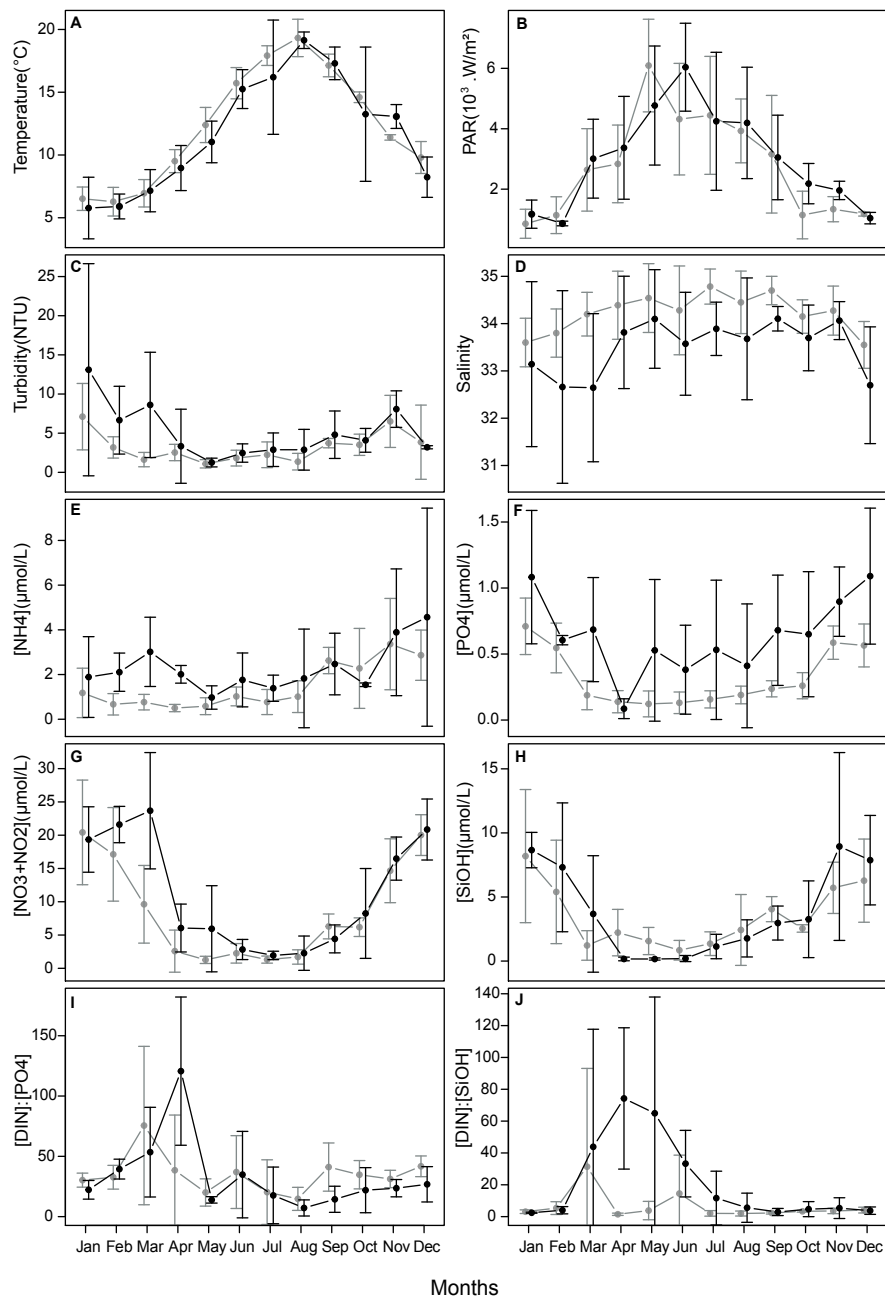 A
Temperature(°C)
20
15
10
5
B
PAR(10³ .W/m²)
6
4
2
C
Turbidity(NTU)
25
20
15
10
5
0
D
Salinity
35
34
33
32
31
E
[NH4](µmol/L)
8
6
4
2
0
F
[PO4](µmol/L)
1.5
1.0
0.5
0.0
G
[NO3+NO2](µmol/L)
30
25
20
15
10
5
0
H
[SiOH](µmol/L)
15
10
5
0
I
[DIN]:[PO4]
150
100
50
0
Jan Feb Mar Apr May Jun Jul Aug Sep Oct Nov Dec
J
[DIN]:[SiOH]
140
120
100
80
60
40
20
0
Jan Feb Mar Apr May Jun Jul Aug Sep Oct Nov Dec
Months